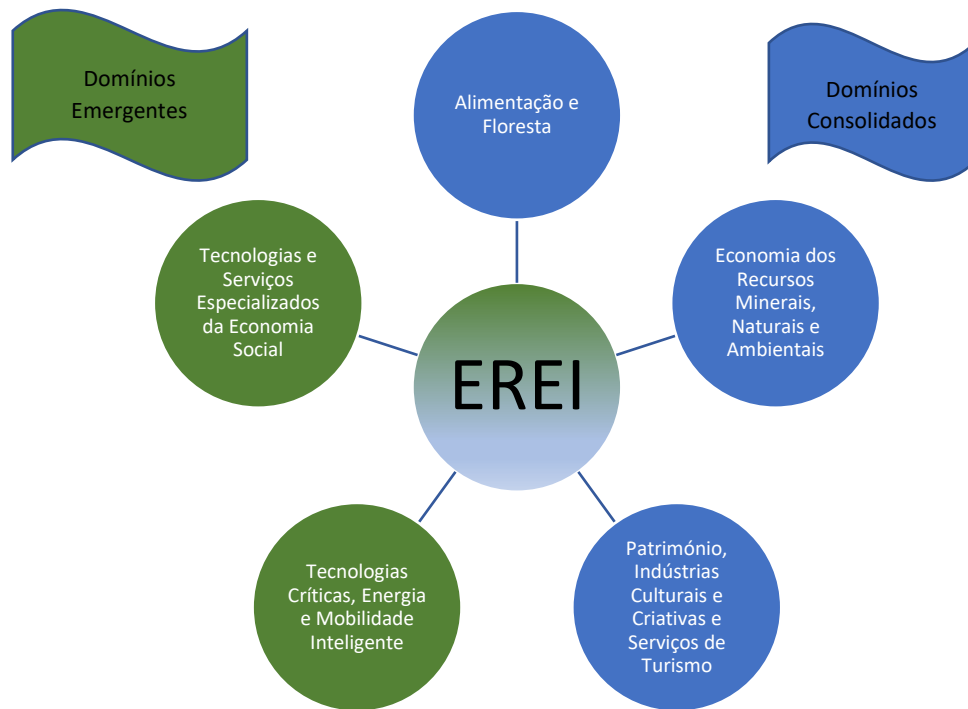 Domínios
Emergentes
Alimentação e
Floresta
Domínios
Consolidados
Tecnologias e
Serviços
Especializados
da Economia
Social
Economia dos
Recursos
Minerais,
Naturais e
Ambientais
EREI
Tecnologias
Críticas, Energia
e Mobilidade
Inteligente
Património,
Indústrias
Culturais e
Criativas e
Serviços de
Turismo